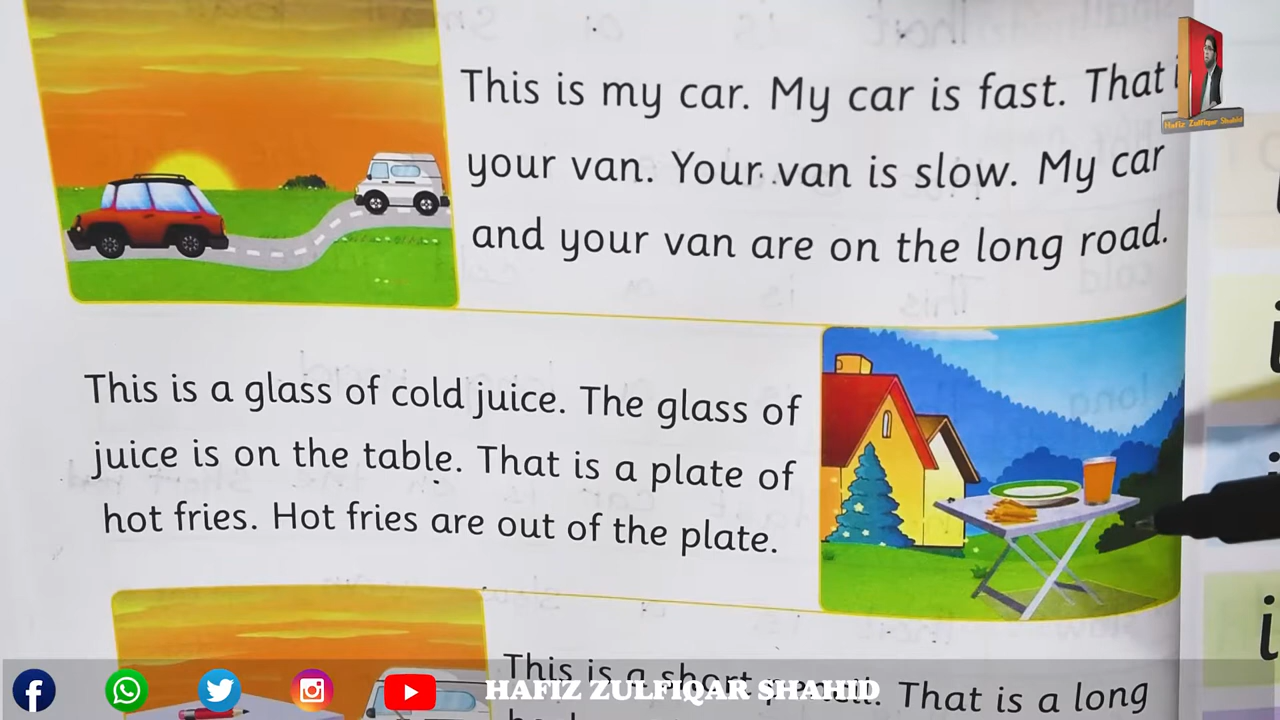 This is my car. My car is fast. That
your van. Your van is slow. My car
and your van are on the long road.
This is a glass of cold juice. The glass of
juice is on the table. That is a plate of
hot fries. Hot fries are out of the plate.
This is a short pencil. That is a long
HAFIZ ZULFIQAR SHAHID
Hafiz Zulfiqar Shahid